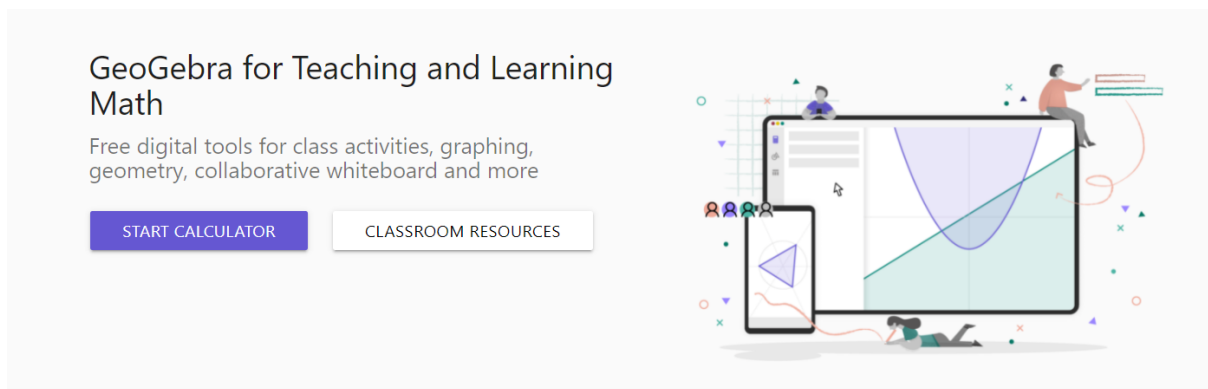 GeoGebra for Teaching and Learning
Math
Free digital tools for class activities, graphing,
geometry, collaborative whiteboard and more
START CALCULATOR
CLASSROOM RESOURCES